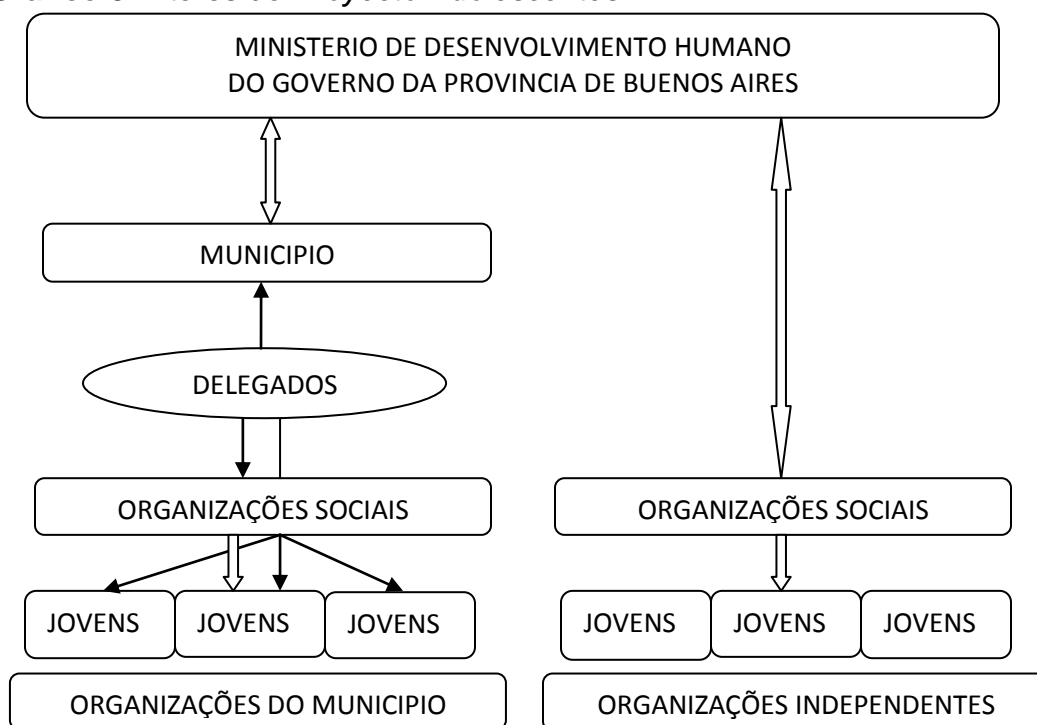 MINISTERIO DE DESENVOLVIMENTO HUMANO
DO GOVERNO DA PROVINCIA DE BUENOS AIRES
MUNICIPIO
DELEGADOS
ORGANIZAÇÕES SOCIAIS
ORGANIZAÇÕES SOCIAIS
JOVENS
JOVENS
JOVENS
JOVENS
JOVENS
JOVENS
ORGANIZAÇÕES DO MUNICIPIO
ORGANIZAÇÕES INDEPENDENTES